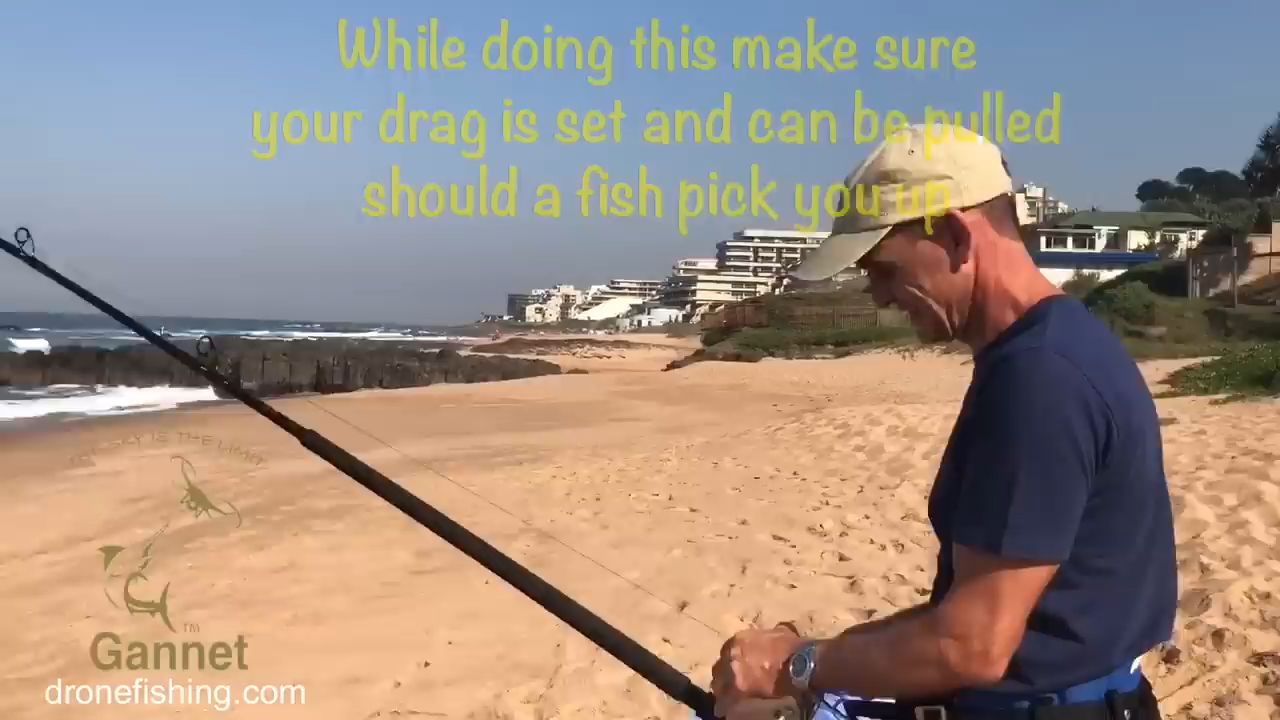 While doing this make sure
your drag is set and can be pulled
should a fish pick you up
THE SKY IS THE LIMIT
Gannet™
dronefishing.com